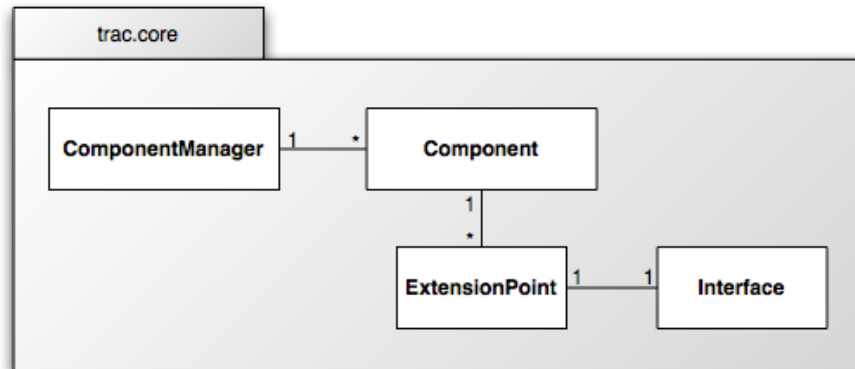 trac.core
ComponentManager
1
*
Component
1
*
ExtensionPoint
1
1
Interface